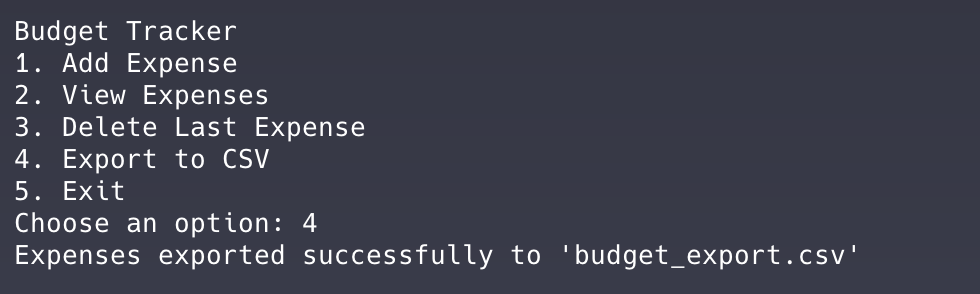 Budget Tracker
1. Add Expense
2. View Expenses
3. Delete Last Expense
4. Export to CSV
5. Exit
Choose an option: 4
Expenses exported successfully to 'budget_export.csv'